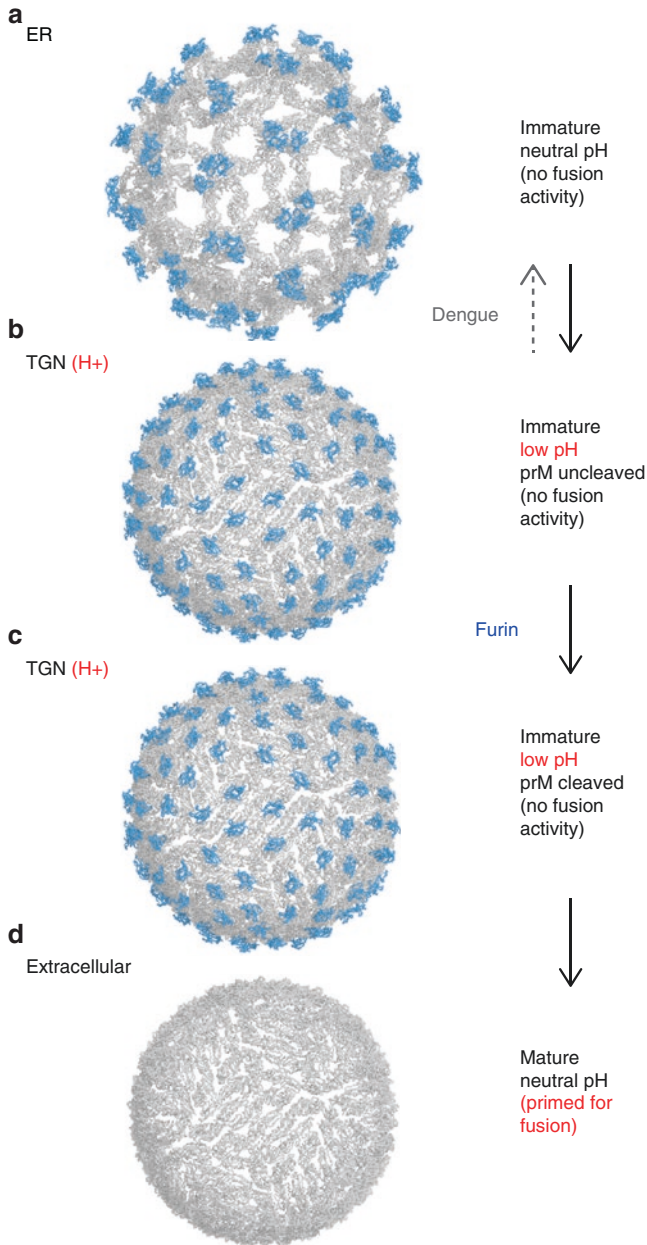 a
ER
Immature
neutral pH
(no fusion
activity)
Dengue
b
TGN (H+)
Immature
low pH
prM uncleaved
(no fusion
activity)
Furin
c
TGN (H+)
Immature
low pH
prM cleaved
(no fusion
activity)
d
Extracellular
Mature
neutral pH
(primed for
fusion)